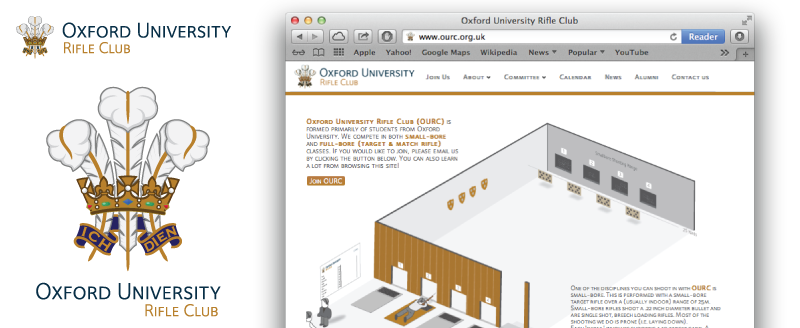 OXFORD UNIVERSITY
RIFLE CLUB
ICH DIEN
OXFORD UNIVERSITY
RIFLE CLUB
Oxford University Rifle Club
www.ourc.org.uk
Reader
Apple Yahoo! Google Maps Wikipedia News Popular YouTube
OXFORD UNIVERSITY
RIFLE CLUB
JOIN US ABOUT COMMITTEE CALENDAR NEWS ALUMNI CONTACT US
OXFORD UNIVERSITY RIFLE CLUB (OURC) IS
FORMED PRIMARILY OF STUDENTS FROM OXFORD
UNIVERSITY. WE COMPETE IN BOTH SMALL-BORE
AND FULL-BORE (TARGET & MATCH RIFLE)
CLASSES. IF YOU WOULD LIKE TO JOIN, PLEASE EMAIL US
BY CLICKING THE BUTTON BELOW. YOU CAN ALSO LEARN
A LOT FROM BROWSING THIS SITE!
JOIN OURC
ONE OF THE DISCIPLINES YOU CAN SHOOT IN WITH OURC IS
SMALL-BORE. THIS IS PERFORMED WITH A SMALL-BORE
TARGET RIFLE OVER A (USUALLY INDOOR) RANGE OF 25M.
SMALL-BORE RIFLES SHOOT A .22 INCH DIAMETER BULLET AND
ARE SINGLE SHOT, BREECH LOADING RIFLES. MOST OF THE
SHOOTING WE DO IS PRONE (I.E. LAYING DOWN).